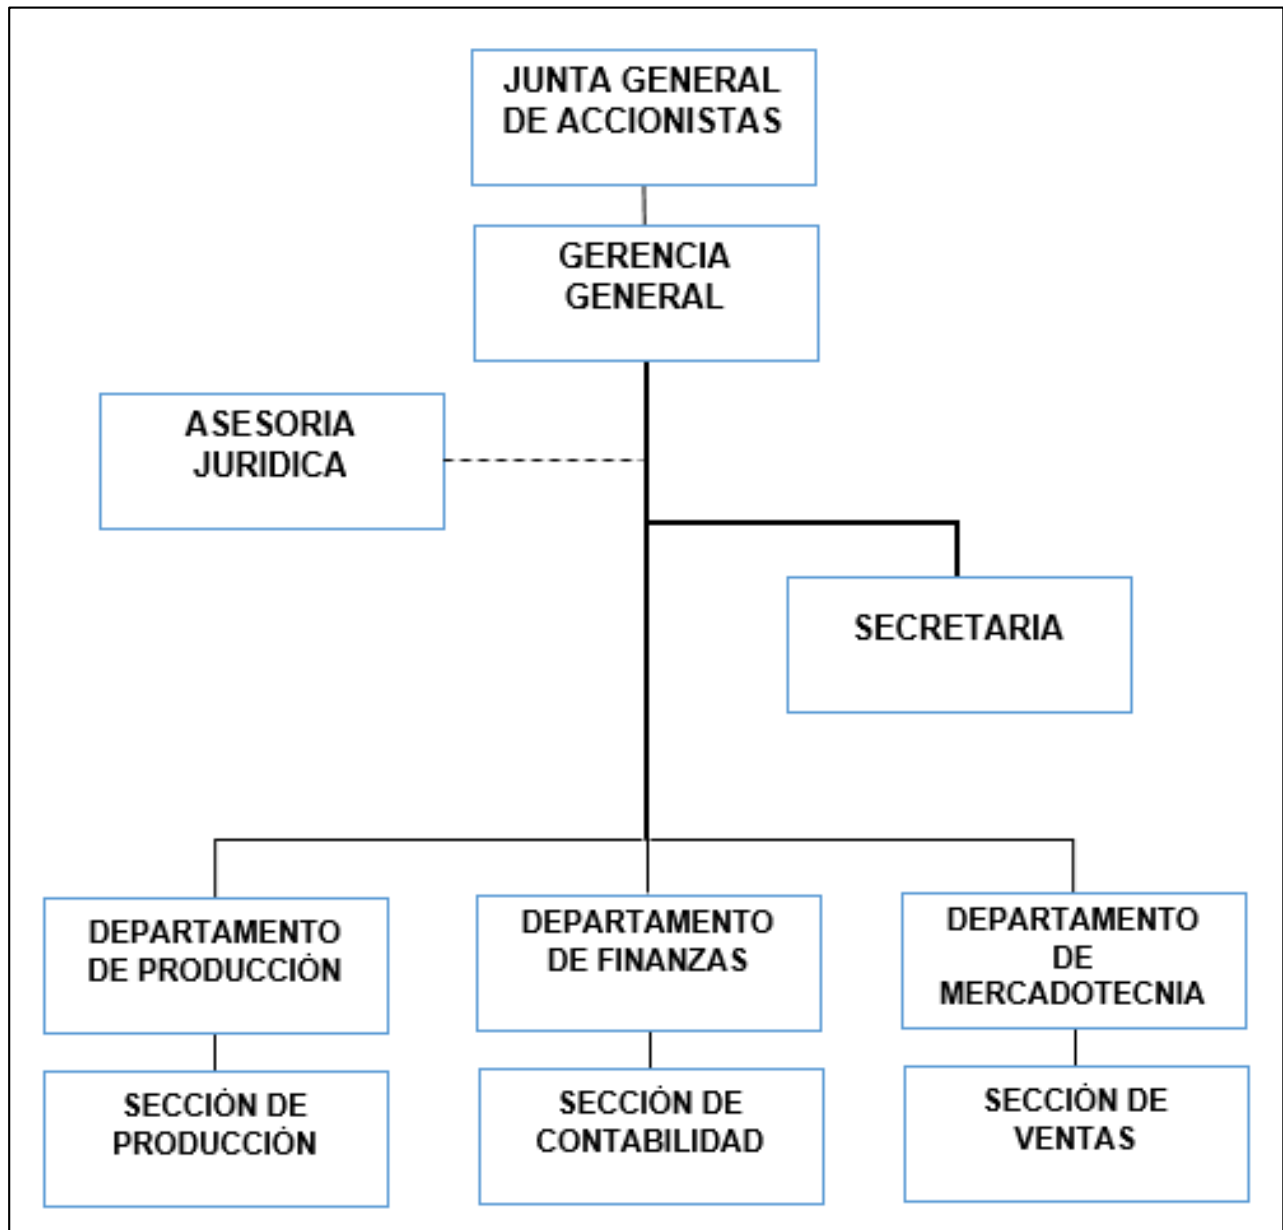 JUNTA GENERAL
DE ACCIONISTAS
GERENCIA
GENERAL
ASESORIA
JURIDICA
SECRETARIA
DEPARTAMENTO
DE PRODUCCIÓN
DEPARTAMENTO
DE FINANZAS
DEPARTAMENTO
DE
MERCADOTECNIA
SECCIÓN DE
PRODUCCIÓN
SECCIÓN DE
CONTABILIDAD
SECCIÓN DE
VENTAS